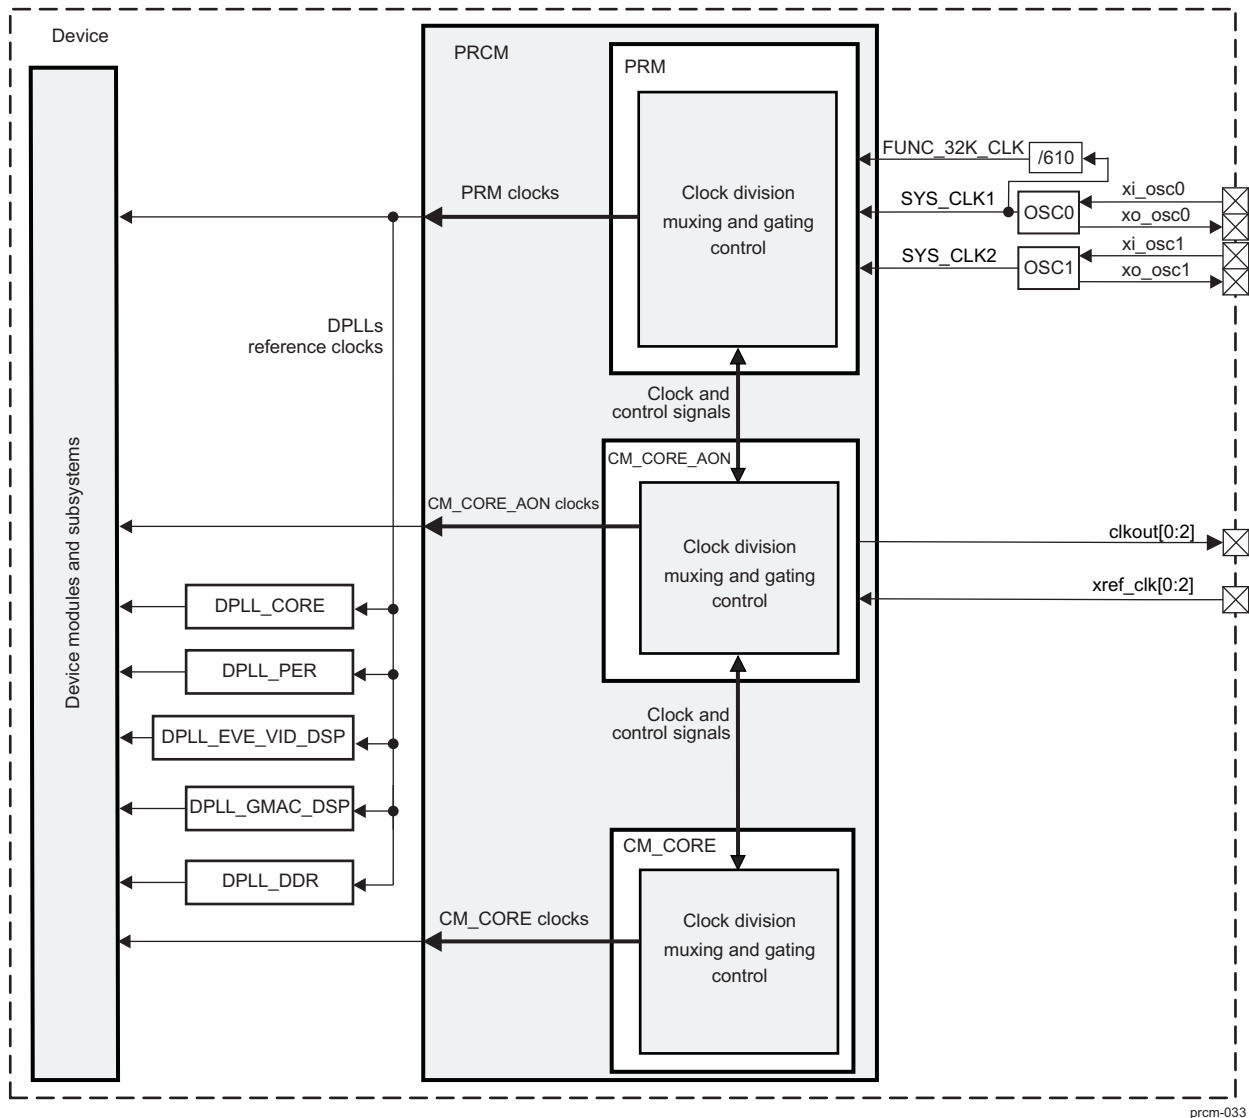 Device
PRCM
PRM
Clock division
muxing and gating
control
PRM clocks
FUNC_32K_CLK
/610
SYS_CLK1
OSC0
xi_osc0
xo_osc0
SYS_CLK2
OSC1
xi_osc1
xo_osc1
DPLLs
reference clocks
Clock and
control signals
CM_CORE_AON
CM_CORE_AON clocks
Clock division
muxing and gating
control
clkout[0:2]
xref_clk[0:2]
Device modules and subsystems
DPLL_CORE
DPLL_PER
DPLL_EVE_VID_DSP
DPLL_GMAC_DSP
DPLL_DDR
Clock and
control signals
CM_CORE
CM_CORE clocks
Clock division
muxing and gating
control
prcm-033